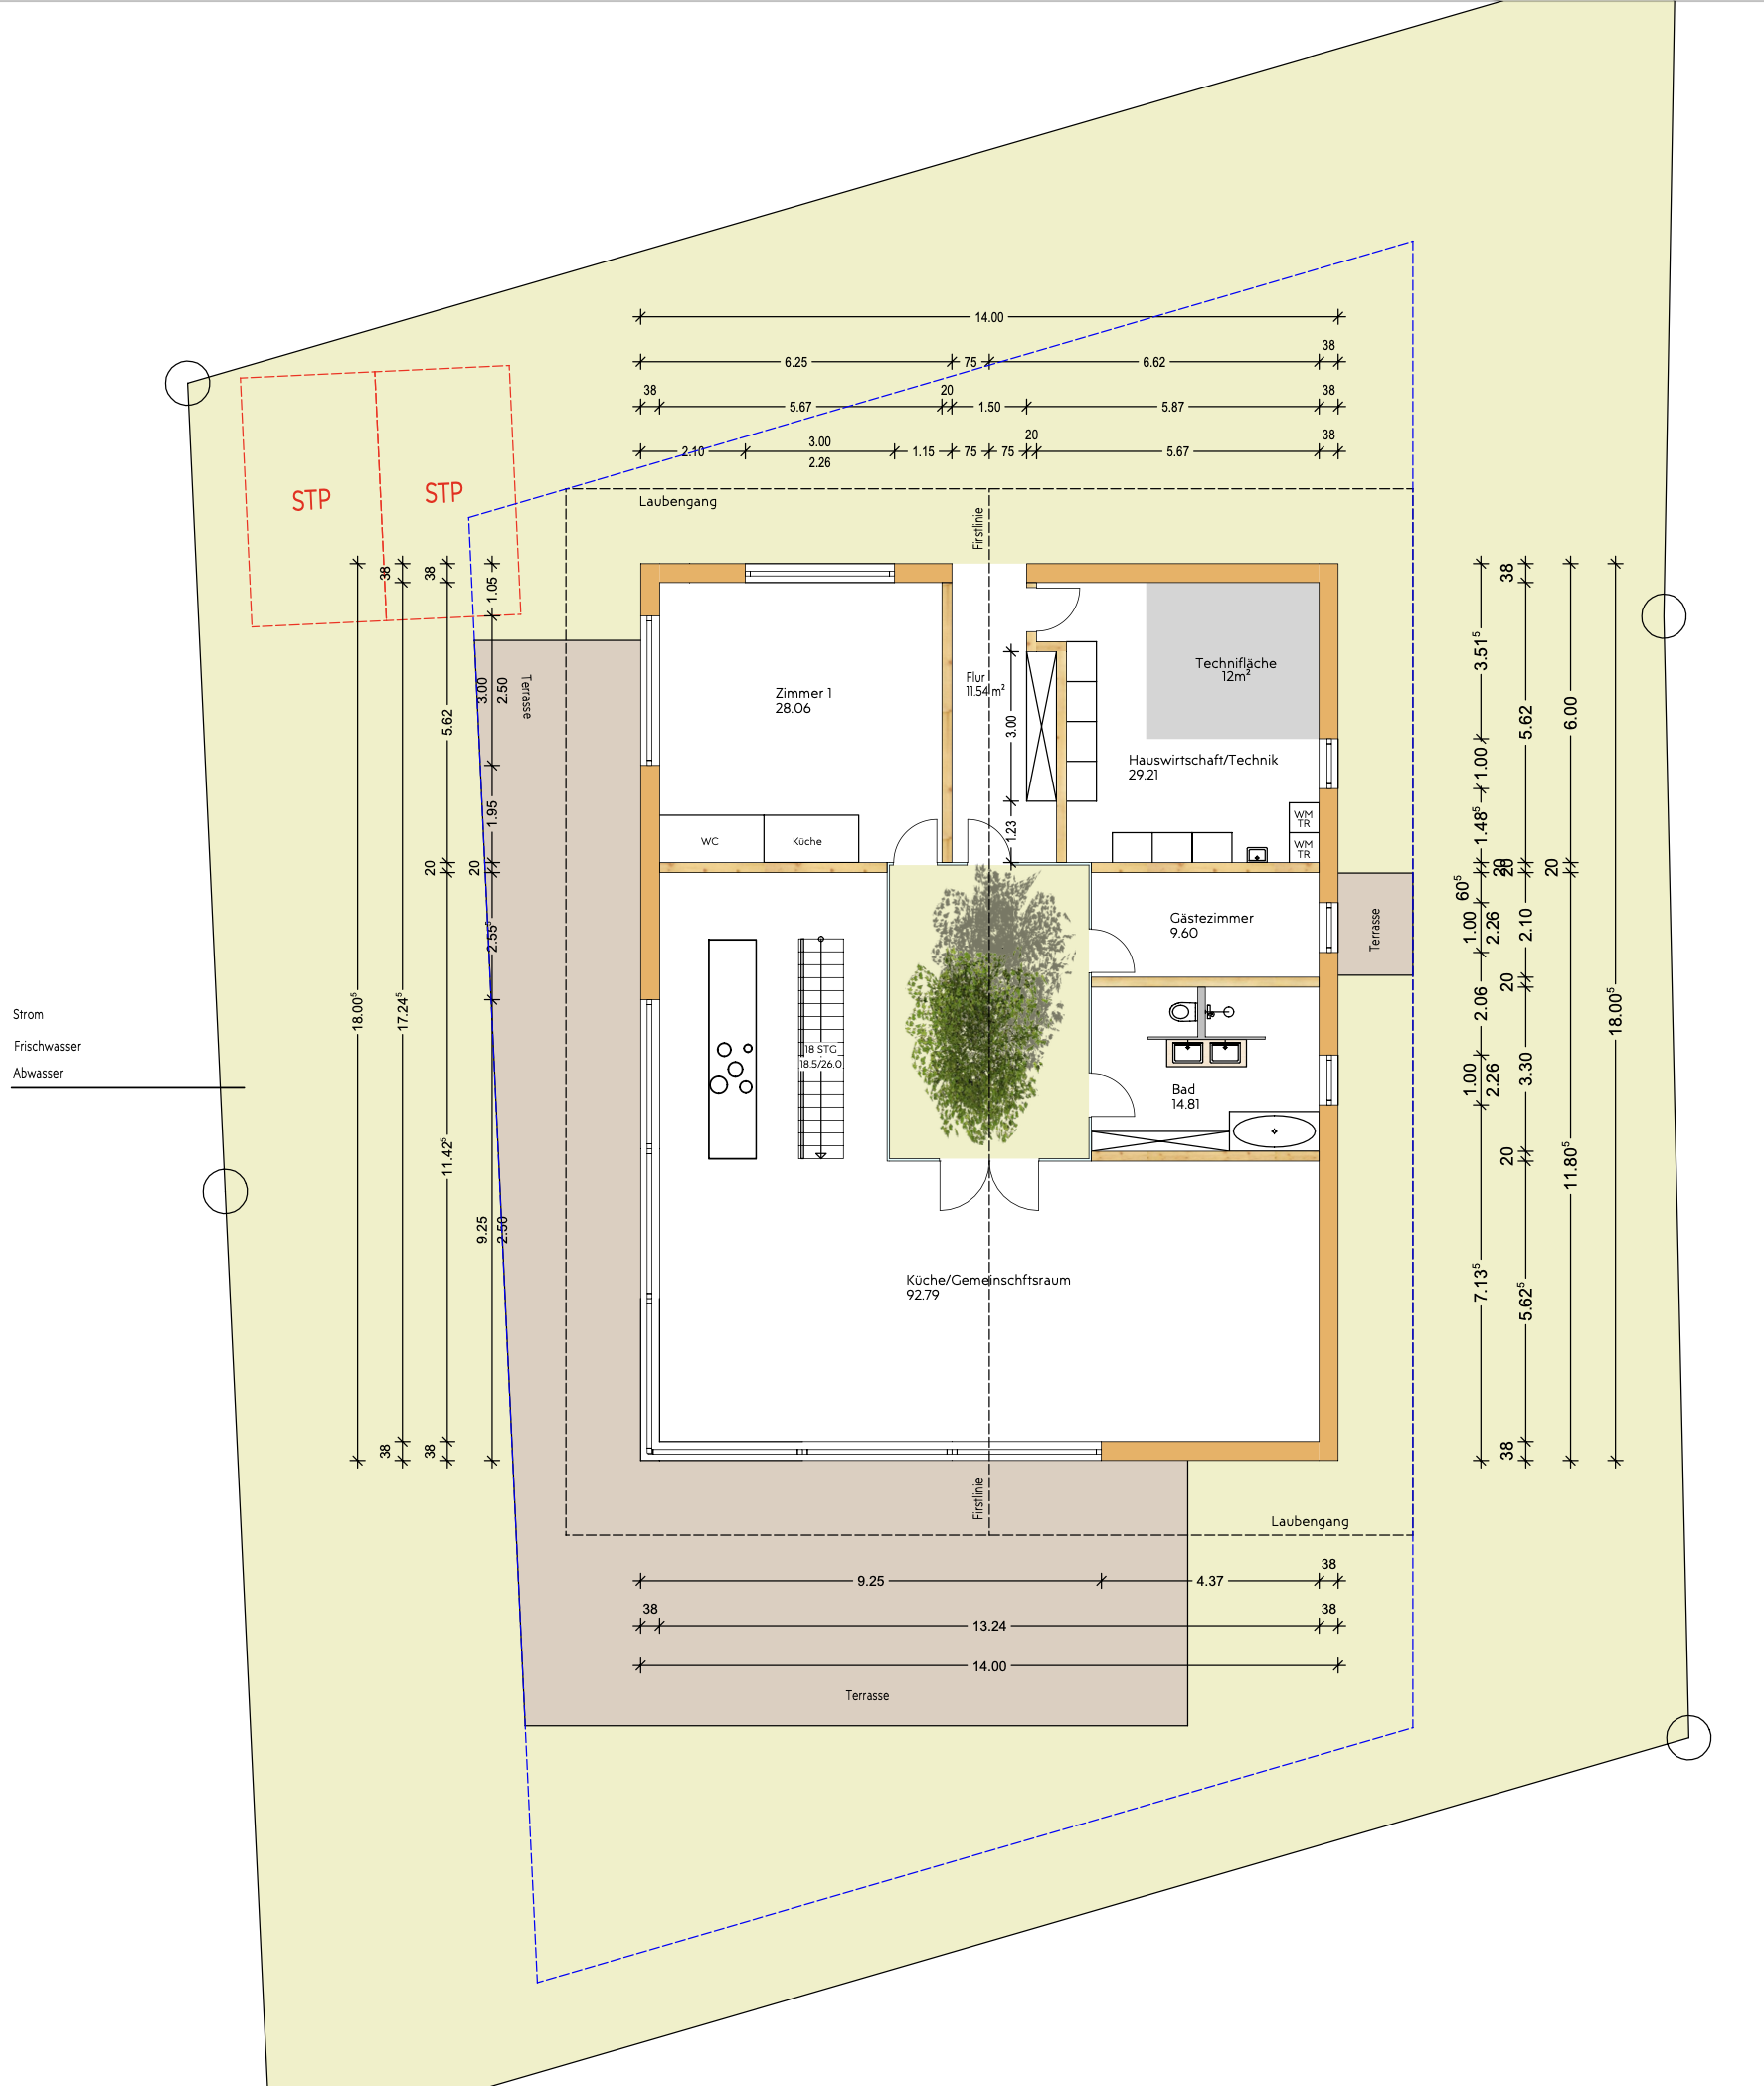 14.00
6.25
75
6.62
38
38
5.67
20
1.50
5.87
38
2.10
3.00
2.26
1.15
75
75
20
5.67
38
Laubengang
Firstlinie
STP
STP
18.00⁵
38
17.24⁵
38
38
5.62
20
11.42⁵
38
1.05
3.00
2.50
1.95
20
2.55⁵
9.25
2.50
Terrasse
Zimmer 1
28.06
WC
Küche
Flur
11.54 m²
3.00
1.23
Technifläche
12m²
Hauswirtschaft/Technik
29.21
WM
TR
WM
TR
Gästezimmer
9.60
Terrasse
18 STG
18.5/26.0
Bad
14.81
Küche/Gemeinschftsraum
92.79
3.51⁵
1.00
1.48⁵
20
60⁵
1.00
2.26
2.06
1.00
2.26
7.13⁵
38
5.62
20
2.10
20
3.30
20
5.62⁵
38
6.00
20
11.80⁵
18.00⁵
Strom
Frischwasser
Abwasser
Firstlinie
Laubengang
9.25
4.37
38
38
13.24
38
14.00
Terrasse